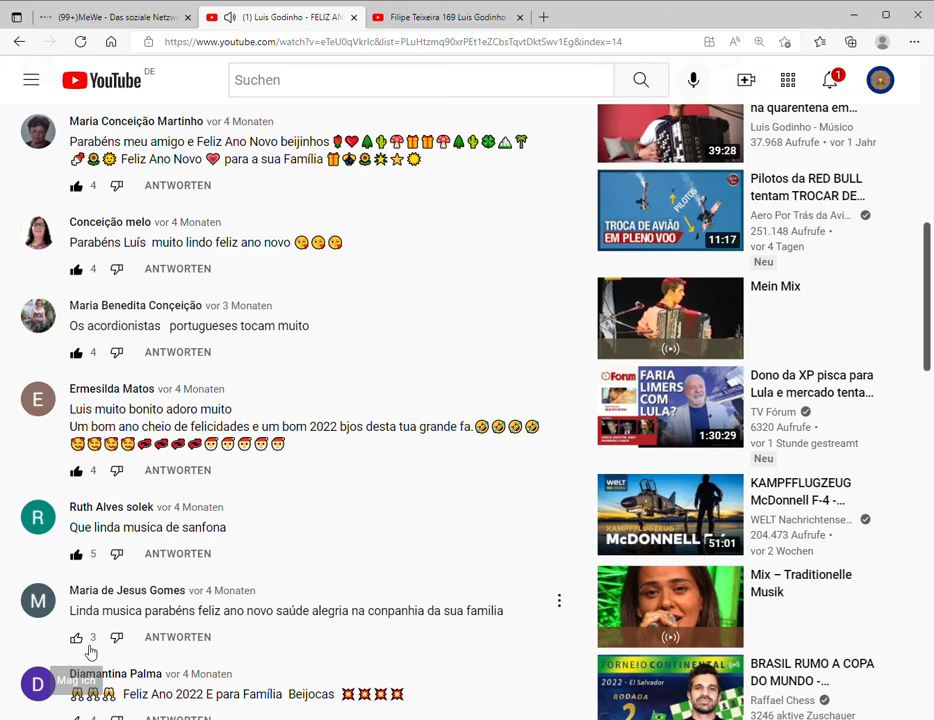 (99+)MeWe - Das soziale Netzw
(1) Luis Godinho - FELIZ AN
Filipe Teixeira 169 Luis Godinho
https://www.youtube.com/watch?v=eTeU0qVkrIc&list=PLuHtzmq90xrPEt1eZCbsTqvtDktSwv1Eg&index=14
YouTube DE
Suchen
1
Maria Conceição Martinho vor 4 Monaten
Parabéns meu amigo e Feliz Ano Novo beijinhos 🌹❤🌲🌵🍄🎁🎁🍄🌲🌵🍀
Feliz Ano Novo para a sua Família
4 ANTWORTEN
Conceição melo vor 4 Monaten
Parabéns Luís muito lindo feliz ano novo 😋😋😋
4 ANTWORTEN
Maria Benedita Conçeição vor 3 Monaten
Os acordionistas portugueses tocam muito
4 ANTWORTEN
E
Ermesilda Matos vor 4 Monaten
Luis muito bonito adoro muito
Um bom ano cheio de felicidades e um bom 2022 bjos desta tua grande fa.🤣🤣🤣🤣
🥰🥰🥰🥰💋💋💋💋🎅🎅🎅🎅🎅
4 ANTWORTEN
R
Ruth Alves solek vor 4 Monaten
Que linda musica de sanfona
5 ANTWORTEN
M
Maria de Jesus Gomes vor 4 Monaten
Linda musica parabéns feliz ano novo saúde alegria na conpanhia da sua familia
3 ANTWORTEN
Mag ich
D
Diamantina Palma vor 4 Monaten
🥂🥂🥂 Feliz Ano 2022 E para Família Beijocas 💥💥💥💥
4 ANTWORTEN
na quarentena em...
Luis Godinho - Músico
37.968 Aufrufe • vor 1 Jahr
39:28
TROCA DE
AVIÃO
EM PLENO VOO
PILOTOS
11:17
Pilotos da RED BULL
tentam TROCAR DE...
Aero Por Trás da Avi...
251.148 Aufrufe •
vor 4 Tagen
Neu
Mein Mix
Forum
FARIA
LIMERS
COM
LULA?
1:30:29
Dono da XP pisca para
Lula e mercado tenta...
TV Fórum
6320 Aufrufe •
vor 1 Stunde gestreamt
Neu
WELT
KAMPFFLUGZEUG
McDONNELL
51:01
KAMPFFLUGZEUG
McDonnell F-4 -...
WELT Nachrichtense...
204.473 Aufrufe •
vor 2 Wochen
Mix – Traditionelle
Musik
TORNEIO CONTINENTAL
2022 - El Salvador
RODADA
2
BRASIL RUMO A COPA
DO MUNDO -...
Raffael Chess
3246 aktive Zuschauer